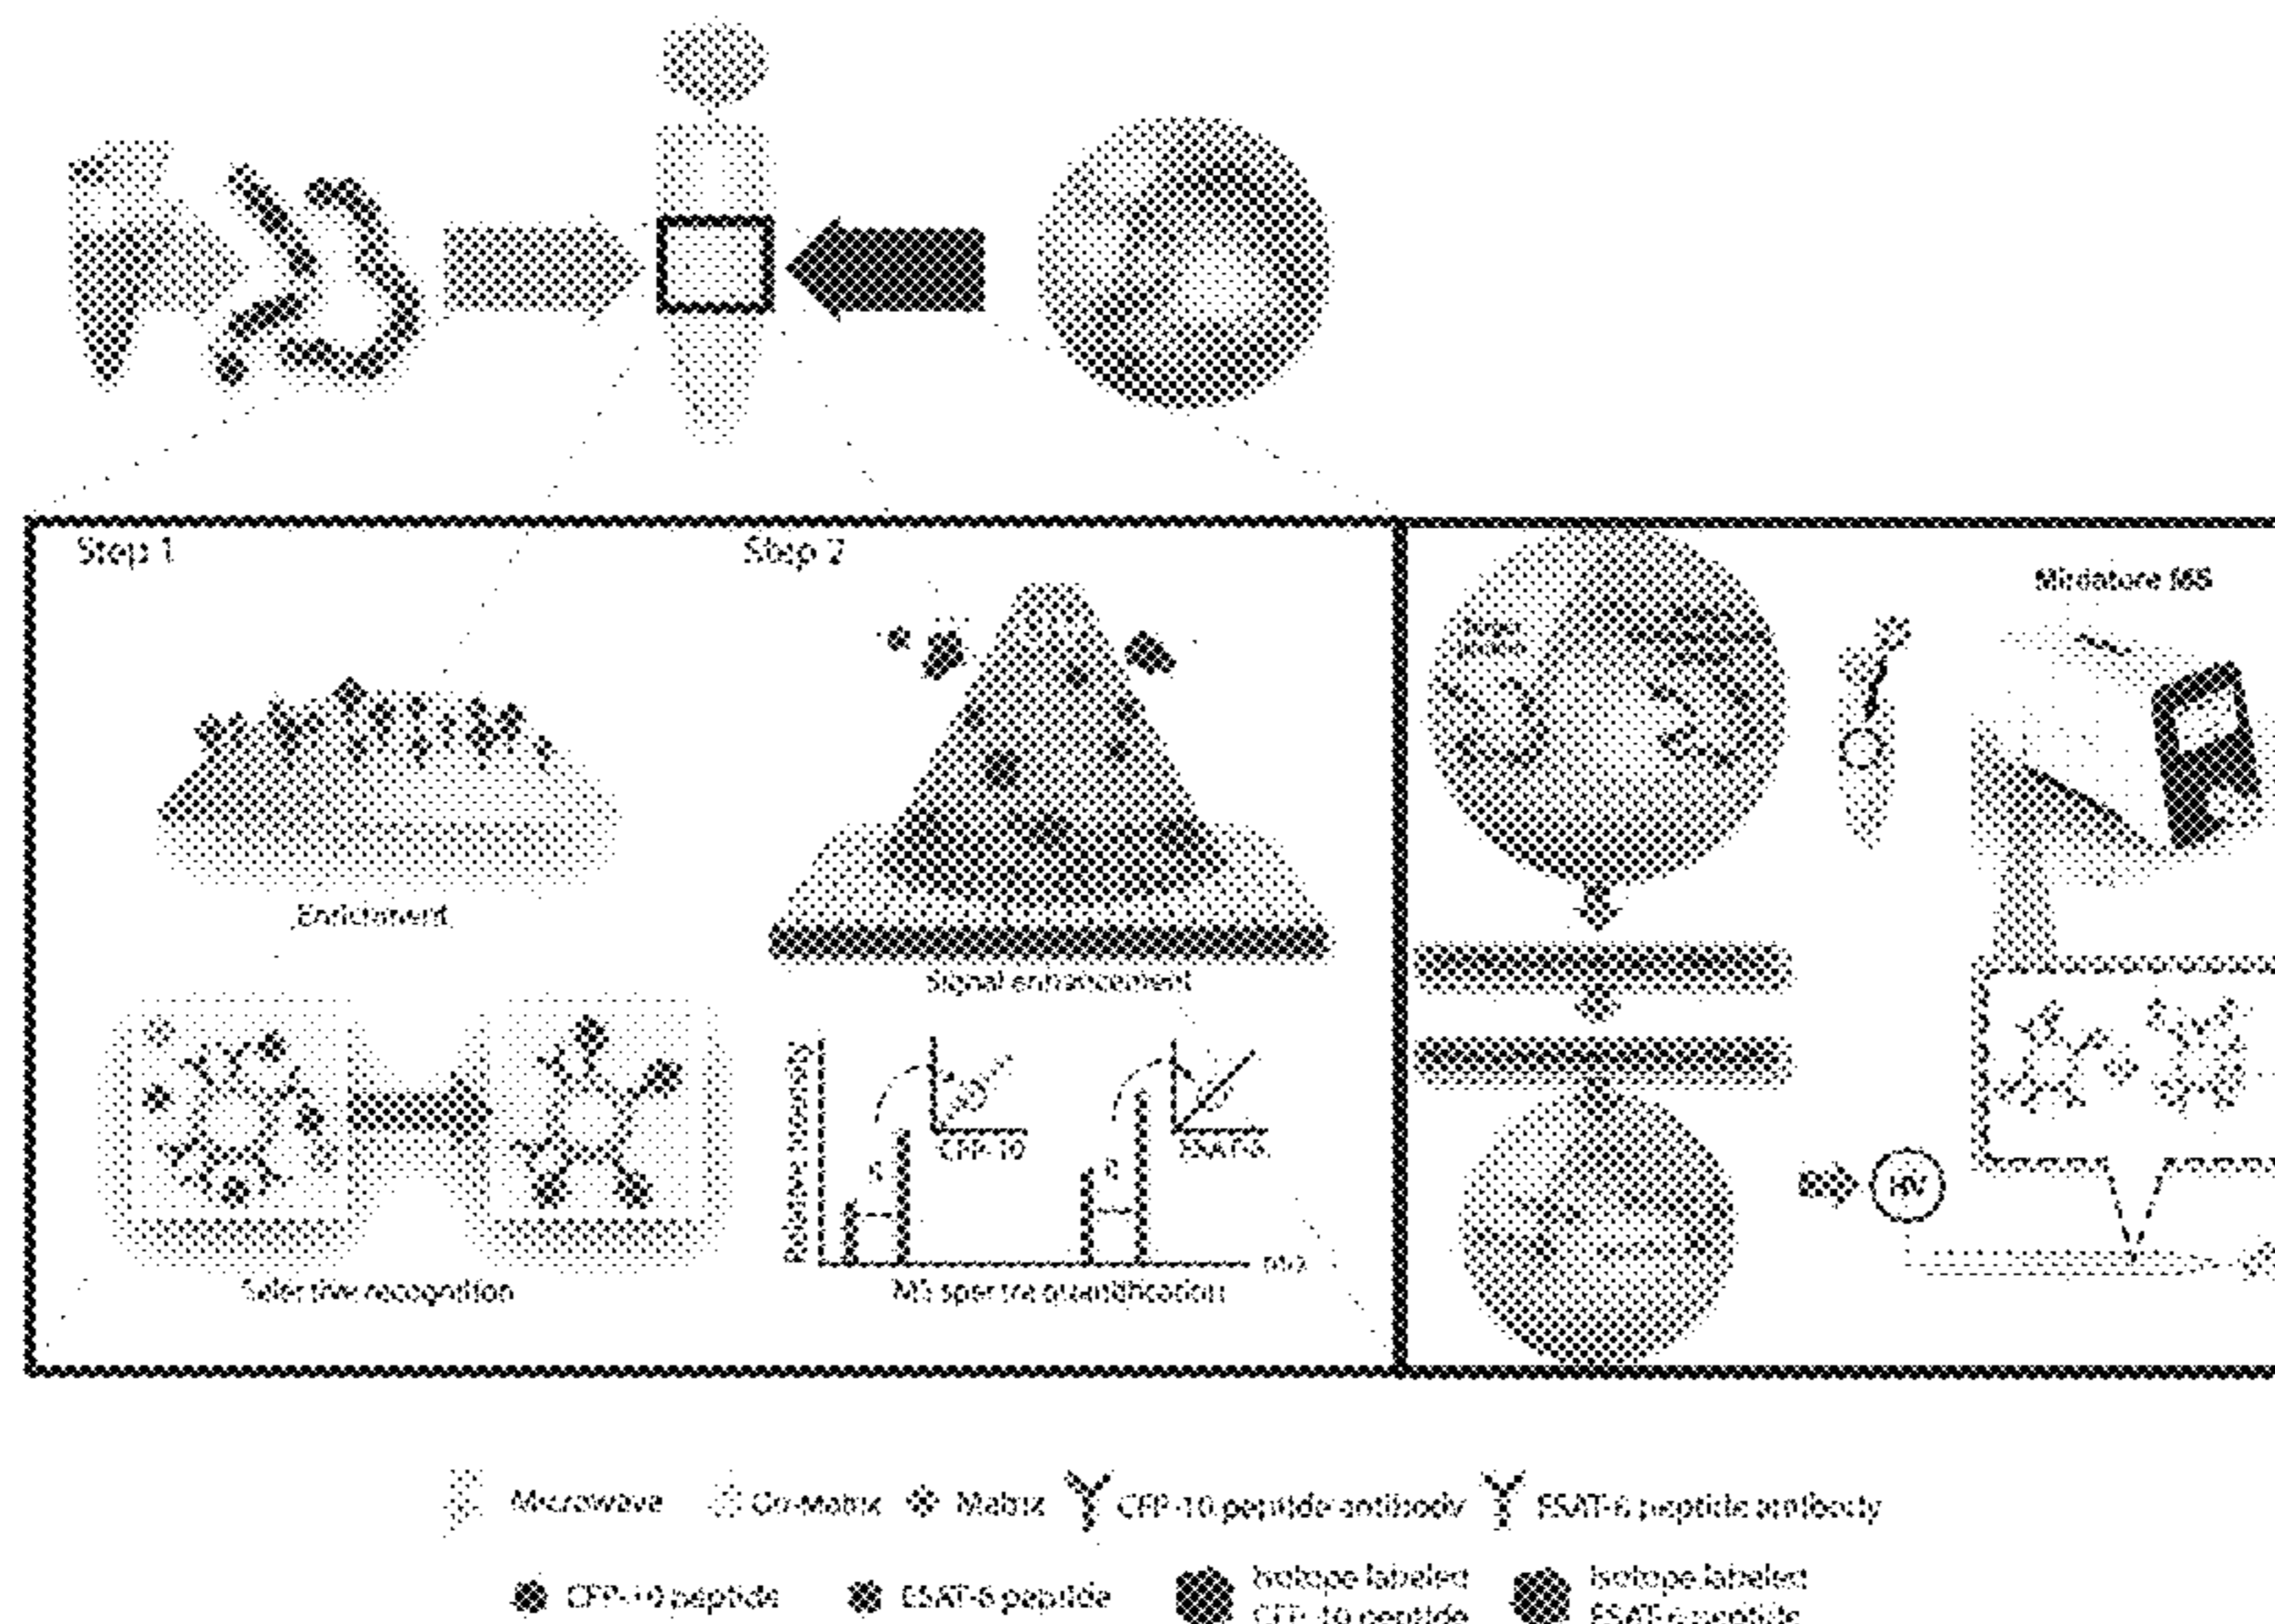 Step 1
Step 2
Miniature MS
Enrichment
Signal enhancement
Relative intensity
CFP-10
ESAT-6
HV
Selective recognition
MS spectra quantification
Microwave
Matrix
CFP-10 peptide antibody
ESAT-6 peptide antibody
CFP-10 peptide
ESAT-6 peptide
Isotope labeled
CFP-10 peptide
Isotope labeled
ESAT-6 peptide